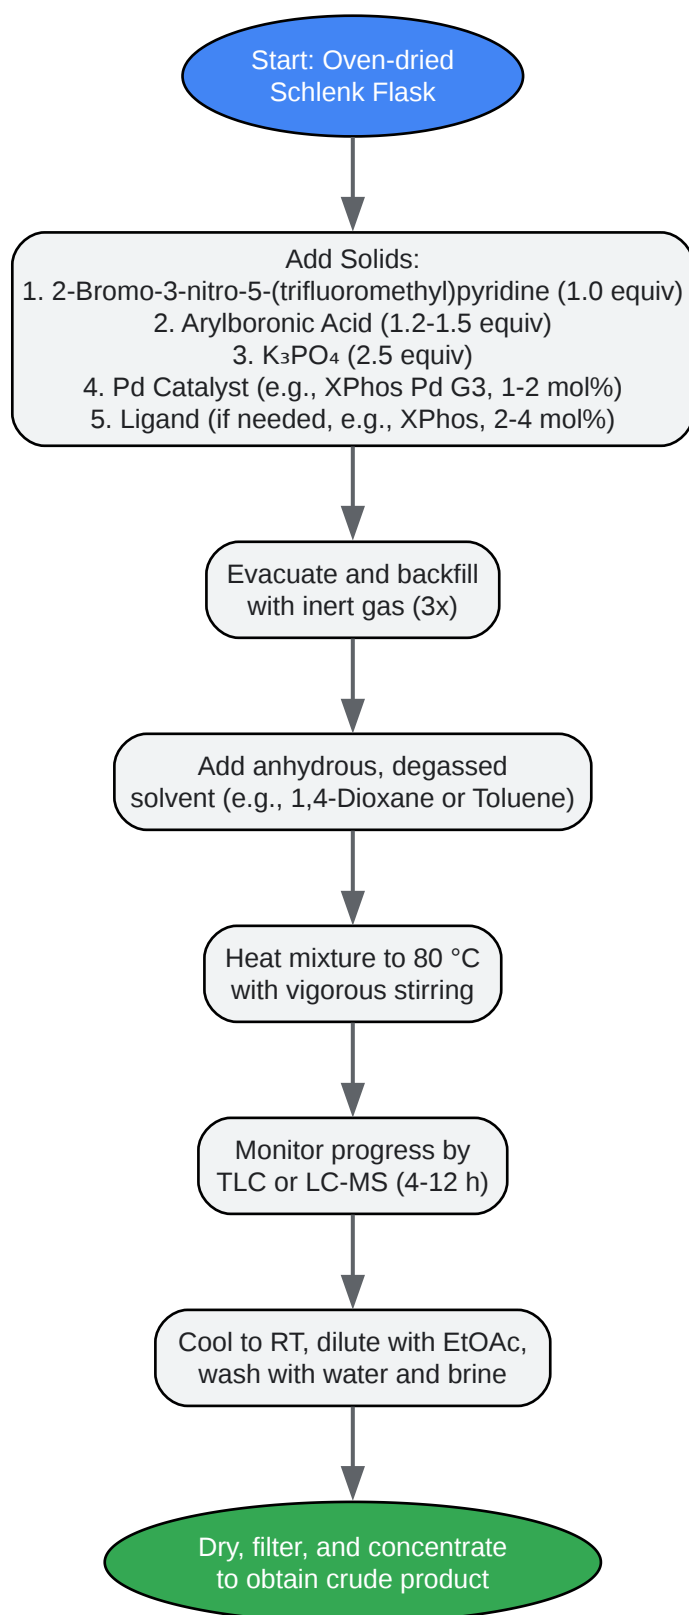 Start: Oven-dried
Schlenk Flask
Add Solids:
1. 2-Bromo-3-nitro-5-(trifluoromethyl)pyridine (1.0 equiv)
2. Arylboronic Acid (1.2-1.5 equiv)
3. K₃PO₄ (2.5 equiv)
4. Pd Catalyst (e.g., XPhos Pd G3, 1-2 mol%)
5. Ligand (if needed, e.g., XPhos, 2-4 mol%)
Evacuate and backfill
with inert gas (3x)
Add anhydrous, degassed
solvent (e.g., 1,4-Dioxane or Toluene)
Heat mixture to 80 °C
with vigorous stirring
Monitor progress by
TLC or LC-MS (4-12 h)
Cool to RT, dilute with EtOAc,
wash with water and brine
Dry, filter, and concentrate
to obtain crude product